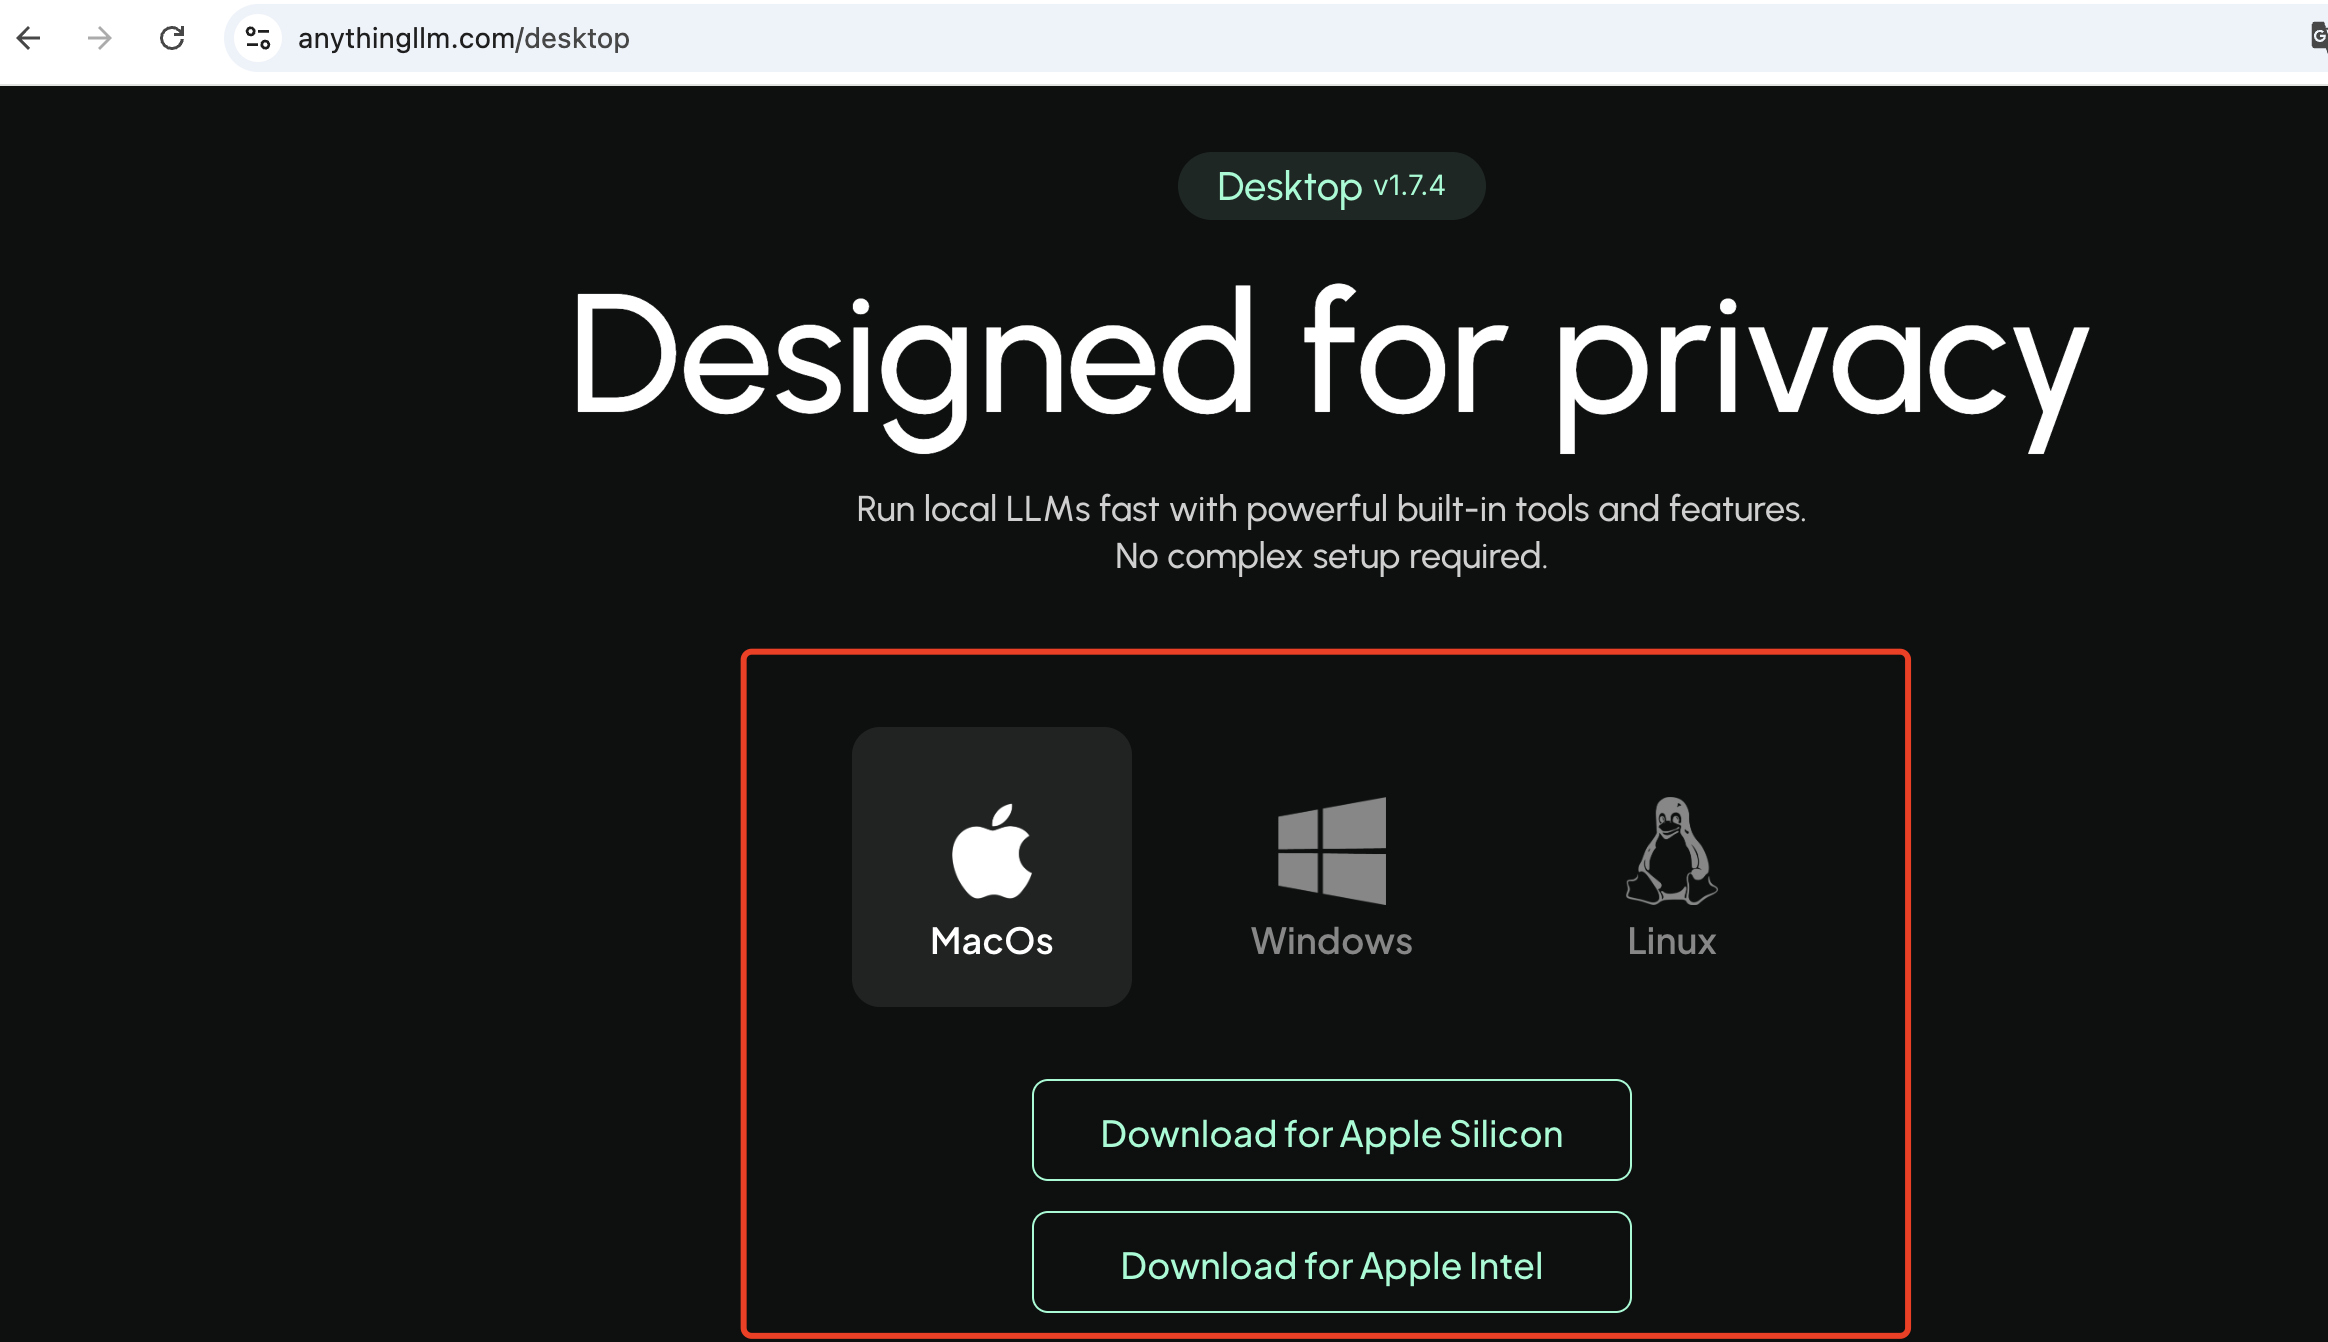 anythingllm.com/desktop
Desktop v1.7.4
Designed for privacy
Run local LLMs fast with powerful built-in tools and features.
No complex setup required.
MacOs
Windows
Linux
Download for Apple Silicon
Download for Apple Intel